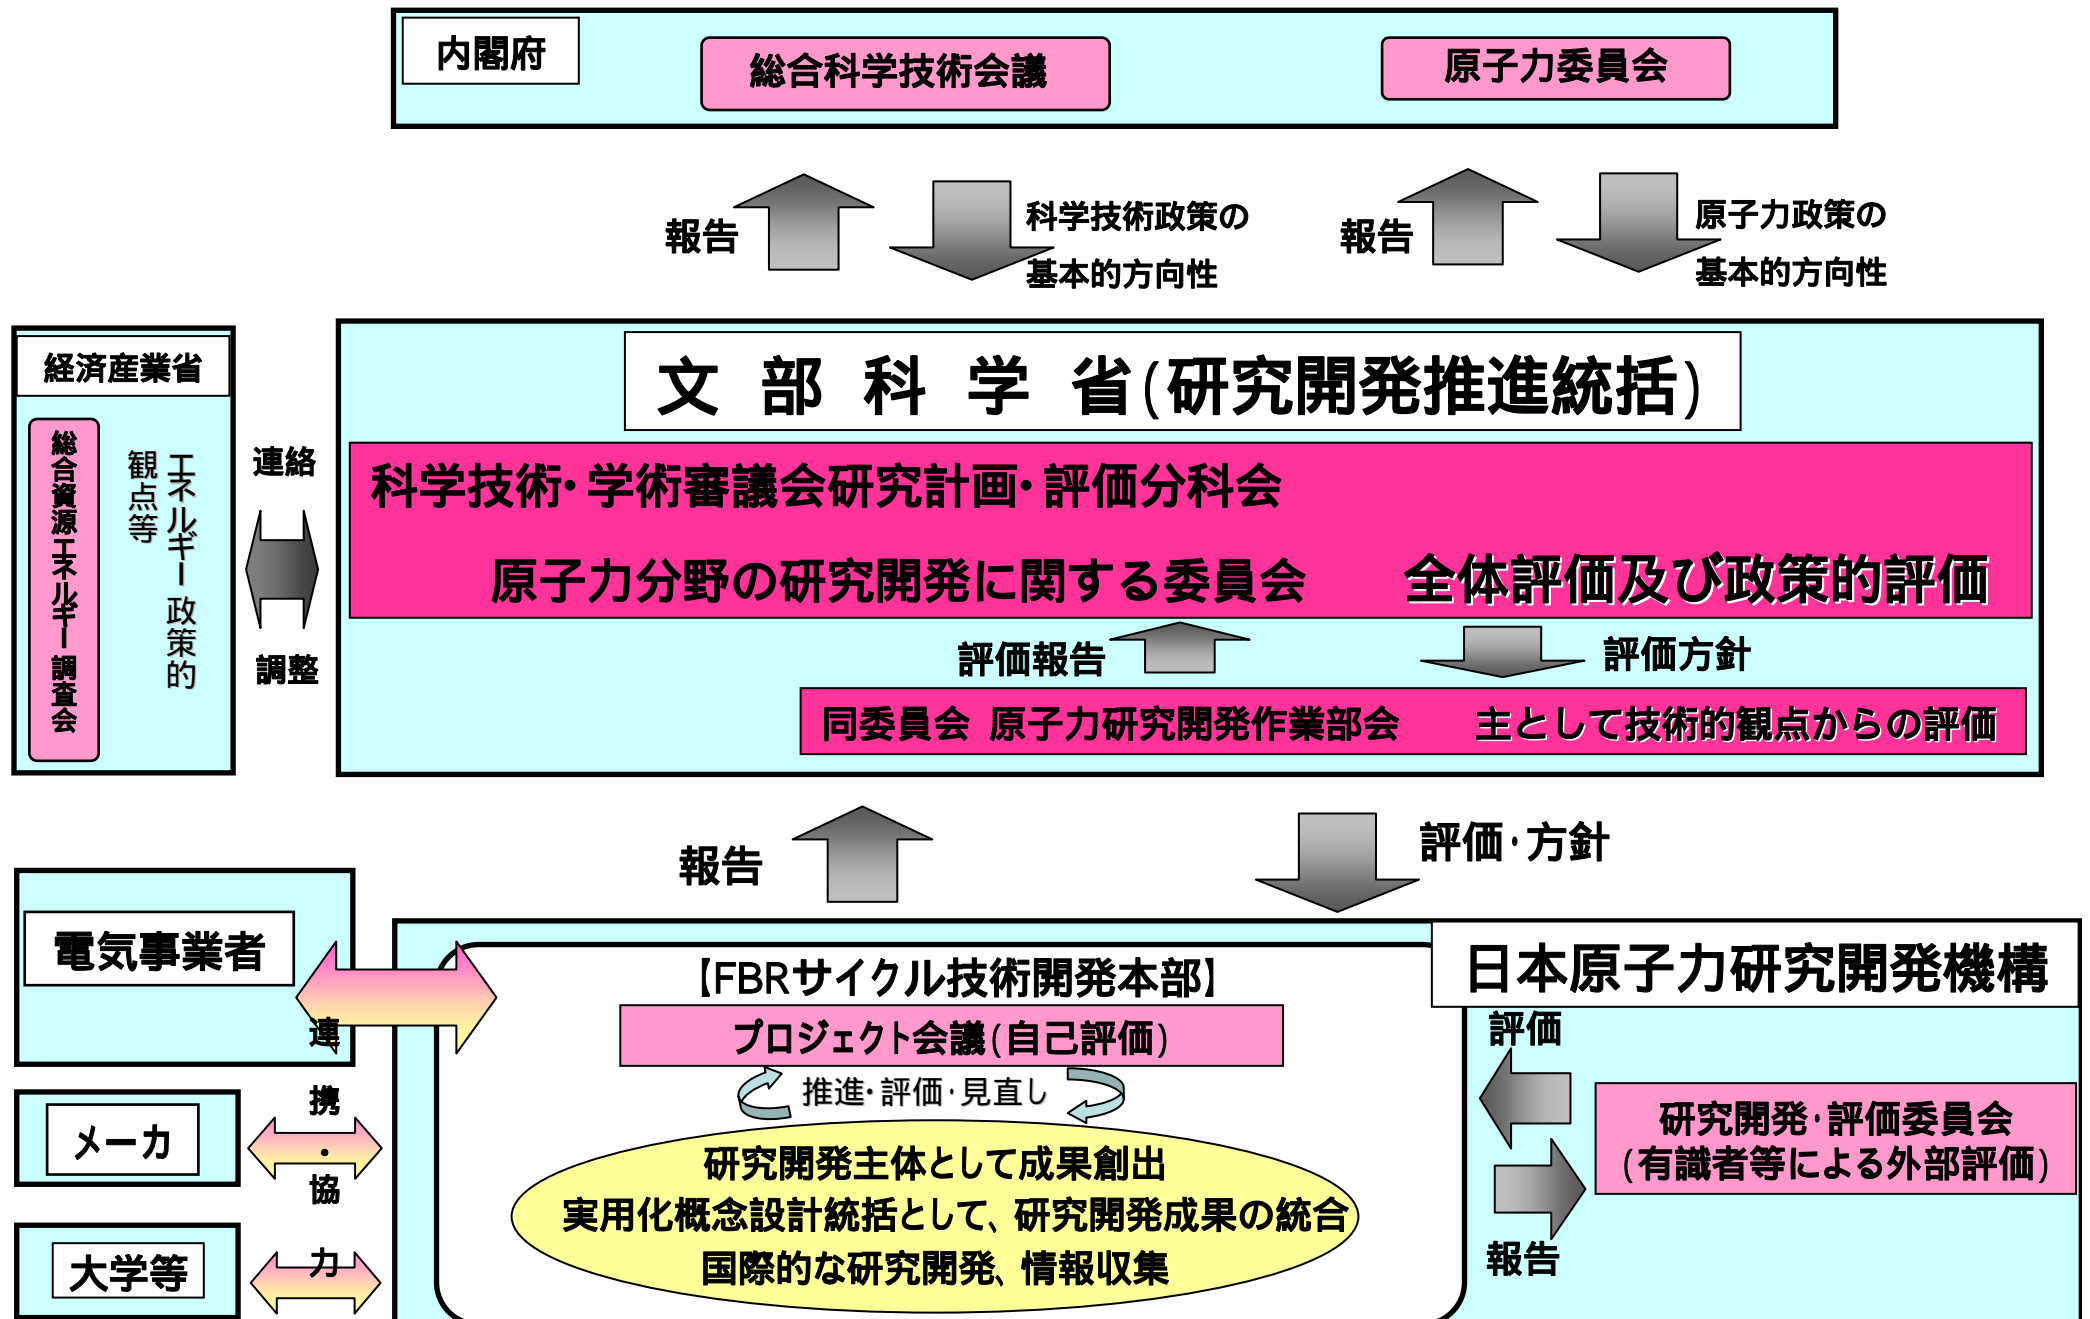 内閣府
総合科学技術会議
原子力委員会
報告
科学技術政策の
基本的方向性
報告
原子力政策の
基本的方向性
経済産業省
総合資源エネルギー調査会
エネルギー政策的
観点等
連絡
調整
文部科学省(研究開発推進統括)
科学技術・学術審議会研究計画・評価分科会
原子力分野の研究開発に関する委員会 全体評価及び政策的評価
評価報告
評価方針
同委員会 原子力研究開発作業部会 主として技術的観点からの評価
報告
評価・方針
電気事業者
メーカ
大学等
連携・協力
【FBRサイクル技術開発本部】
プロジェクト会議(自己評価)
推進・評価・見直し
研究開発主体として成果創出
実用化概念設計統括として、研究開発成果の統合
国際的な研究開発、情報収集
日本原子力研究開発機構
評価
研究開発・評価委員会
(有識者等による外部評価)
報告